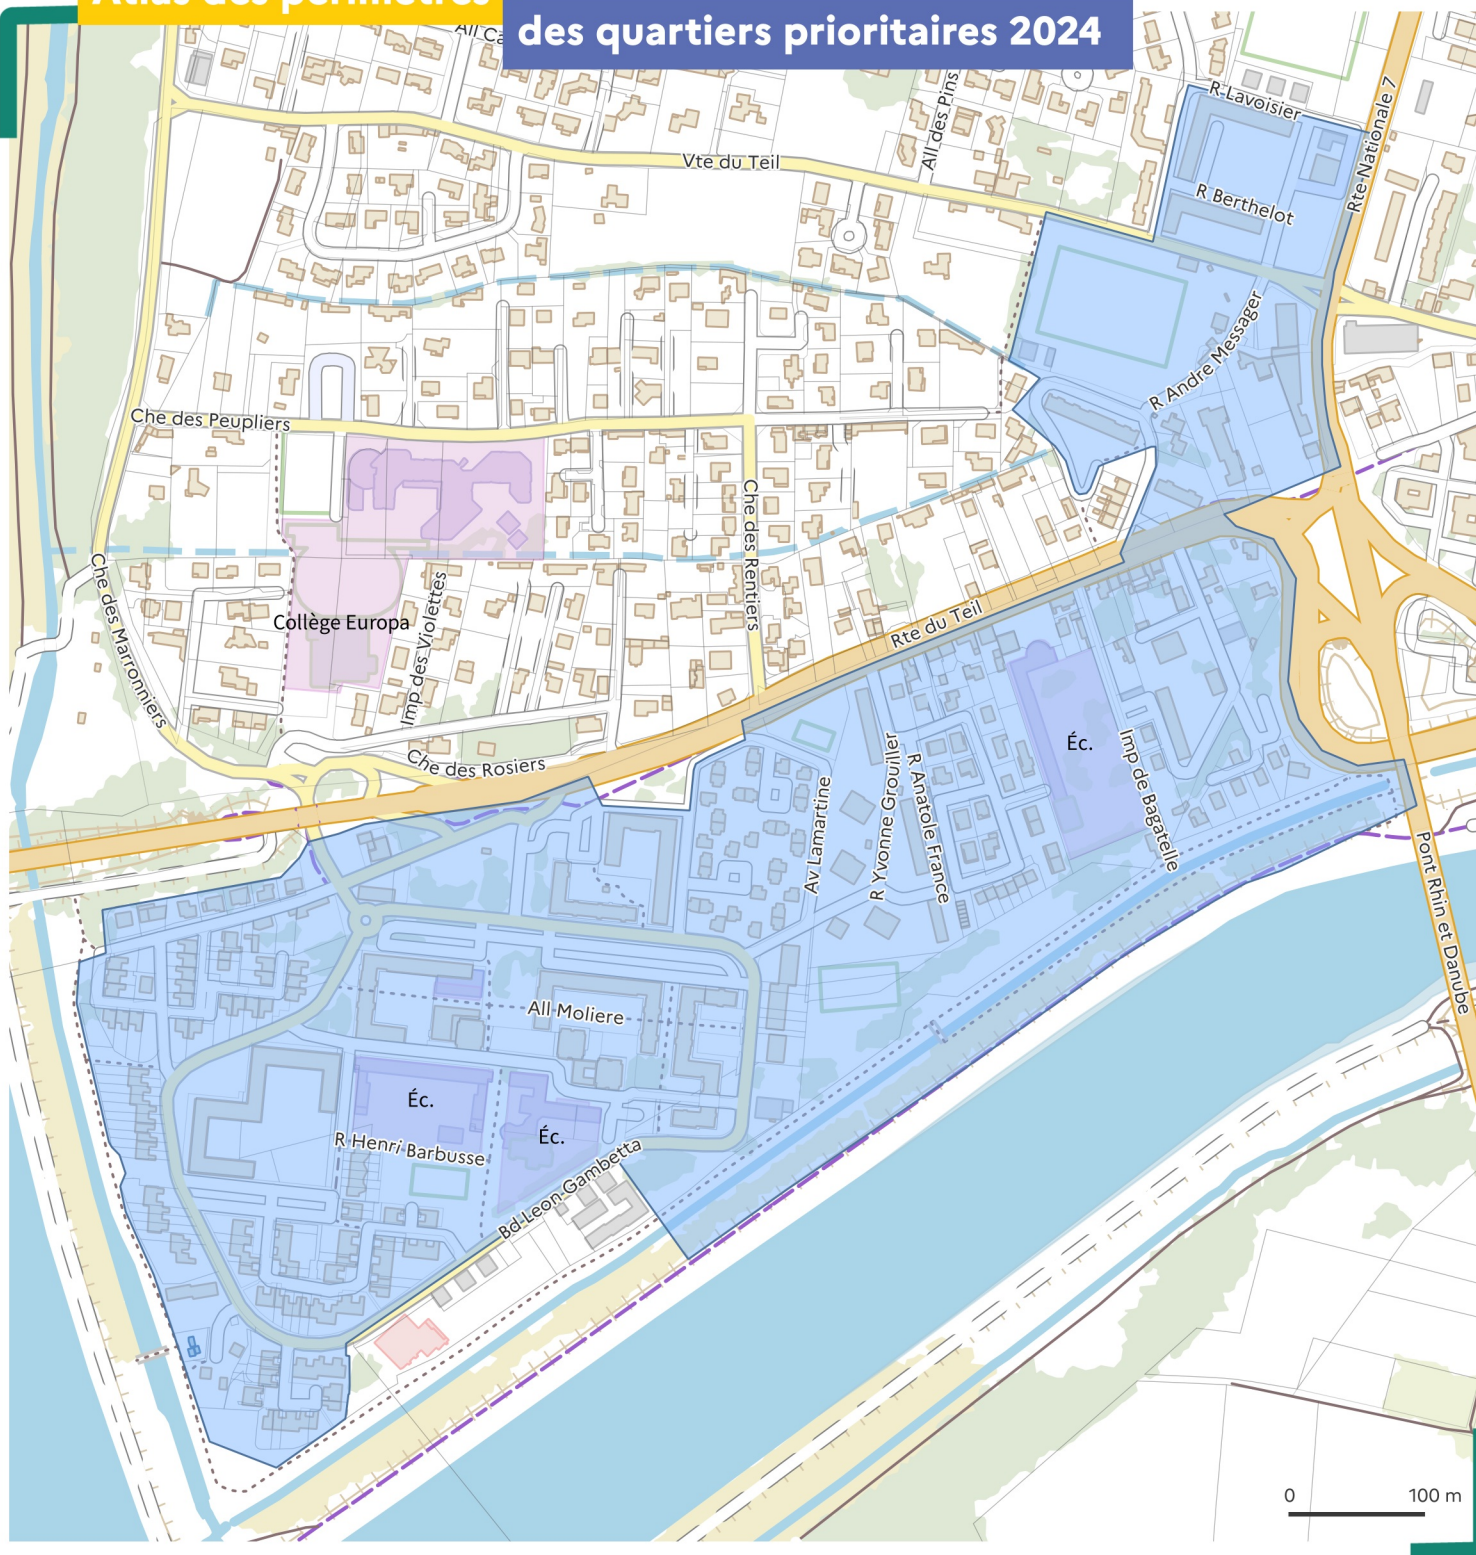 Atlas des périmètres
des quartiers prioritaires 2024
All Ca
R Lavoisier
All des Pins
Rte Nationale 7
Vte du Teil
R Berthelot
R Andre Messager
Che des Peupliers
Che des Rentiers
Che des Marronniers
Collège Europa
Imp des Violettes
Rte du Teil
Che des Rosiers
Éc.
Imp de Bagatelle
R Yvonne Grouiller
R Anatole France
Av Lamartine
Pont Rhin et Danube
All Moliere
Éc.
Éc.
R Henri Barbusse
Bd Leon Gambetta
0 100 m